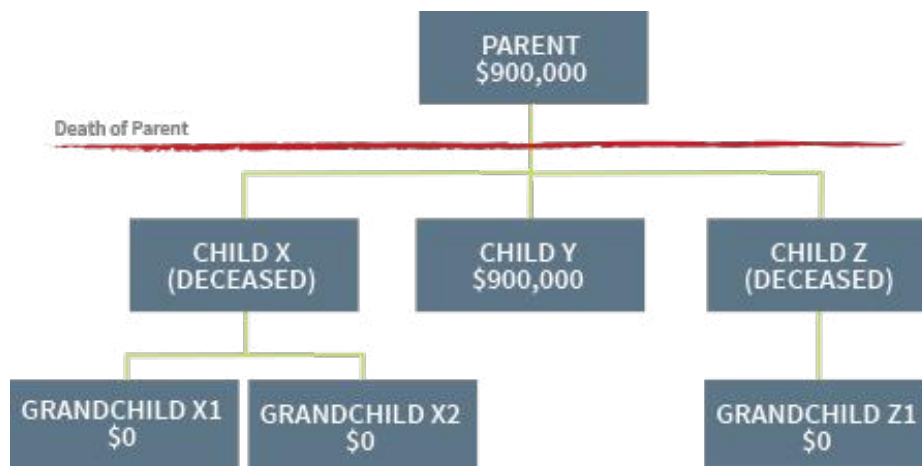 PARENT
$900,000
Death of Parent
CHILD X
(DECEASED)
CHILD Y
$900,000
CHILD Z
(DECEASED)
GRANDCHILD X1
$0
GRANDCHILD X2
$0
GRANDCHILD Z1
$0